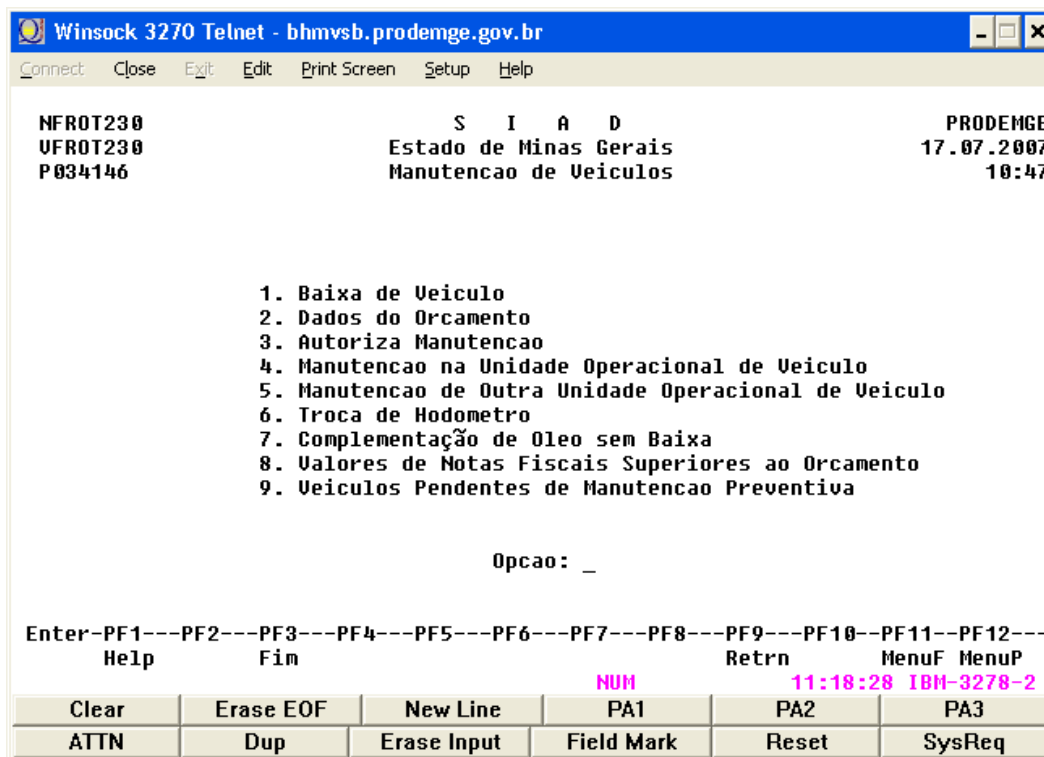 Winsock 3270 Telnet - bhmvsb.prodemge.gov.br
Connect Close Exit Edit Print Screen Setup Help
NFROT230 S I A D PRODEMGE
VFROT230 Estado de Minas Gerais 17.07.2007
P034146 Manutencao de Veiculos 10:47
1. Baixa de Veiculo
2. Dados do Orcamento
3. Autoriza Manutencao
4. Manutencao na Unidade Operacional de Veiculo
5. Manutencao de Outra Unidade Operacional de Veiculo
6. Troca de Hodometro
7. Complementação de Oleo sem Baixa
8. Valores de Notas Fiscais Superiores ao Orcamento
9. Veiculos Pendentes de Manutencao Preventiva
Opcao: _
Enter-PF1---PF2---PF3---PF4---PF5---PF6---PF7---PF8---PF9---PF10--PF11--PF12---
Help Fim Retrn MenuF MenuP
NUM 11:18:28 IBM-3278-2
Clear Erase EOF New Line PA1 PA2 PA3
ATTN Dup Erase Input Field Mark Reset SysReq